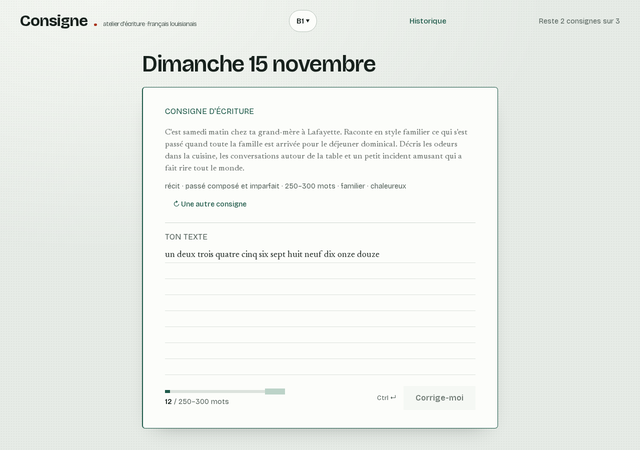 Consigne. atelier d'écriture · français louisianais
B1 ▾
Historique
Reste 2 consignes sur 3
Dimanche 15 novembre
CONSIGNE D'ÉCRITURE
C'est samedi matin chez ta grand-mère à Lafayette. Raconte en style familier ce qui s'est
passé quand toute la famille est arrivée pour le déjeuner dominical. Décris les odeurs
dans la cuisine, les conversations autour de la table et un petit incident amusant qui a
fait rire tout le monde.
récit · passé composé et imparfait · 250–300 mots · familier · chaleureux
↻ Une autre consigne
TON TEXTE
un deux trois quatre cinq six sept huit neuf dix onze douze
12 / 250–300 mots
Ctrl ↵
Corrige-moi